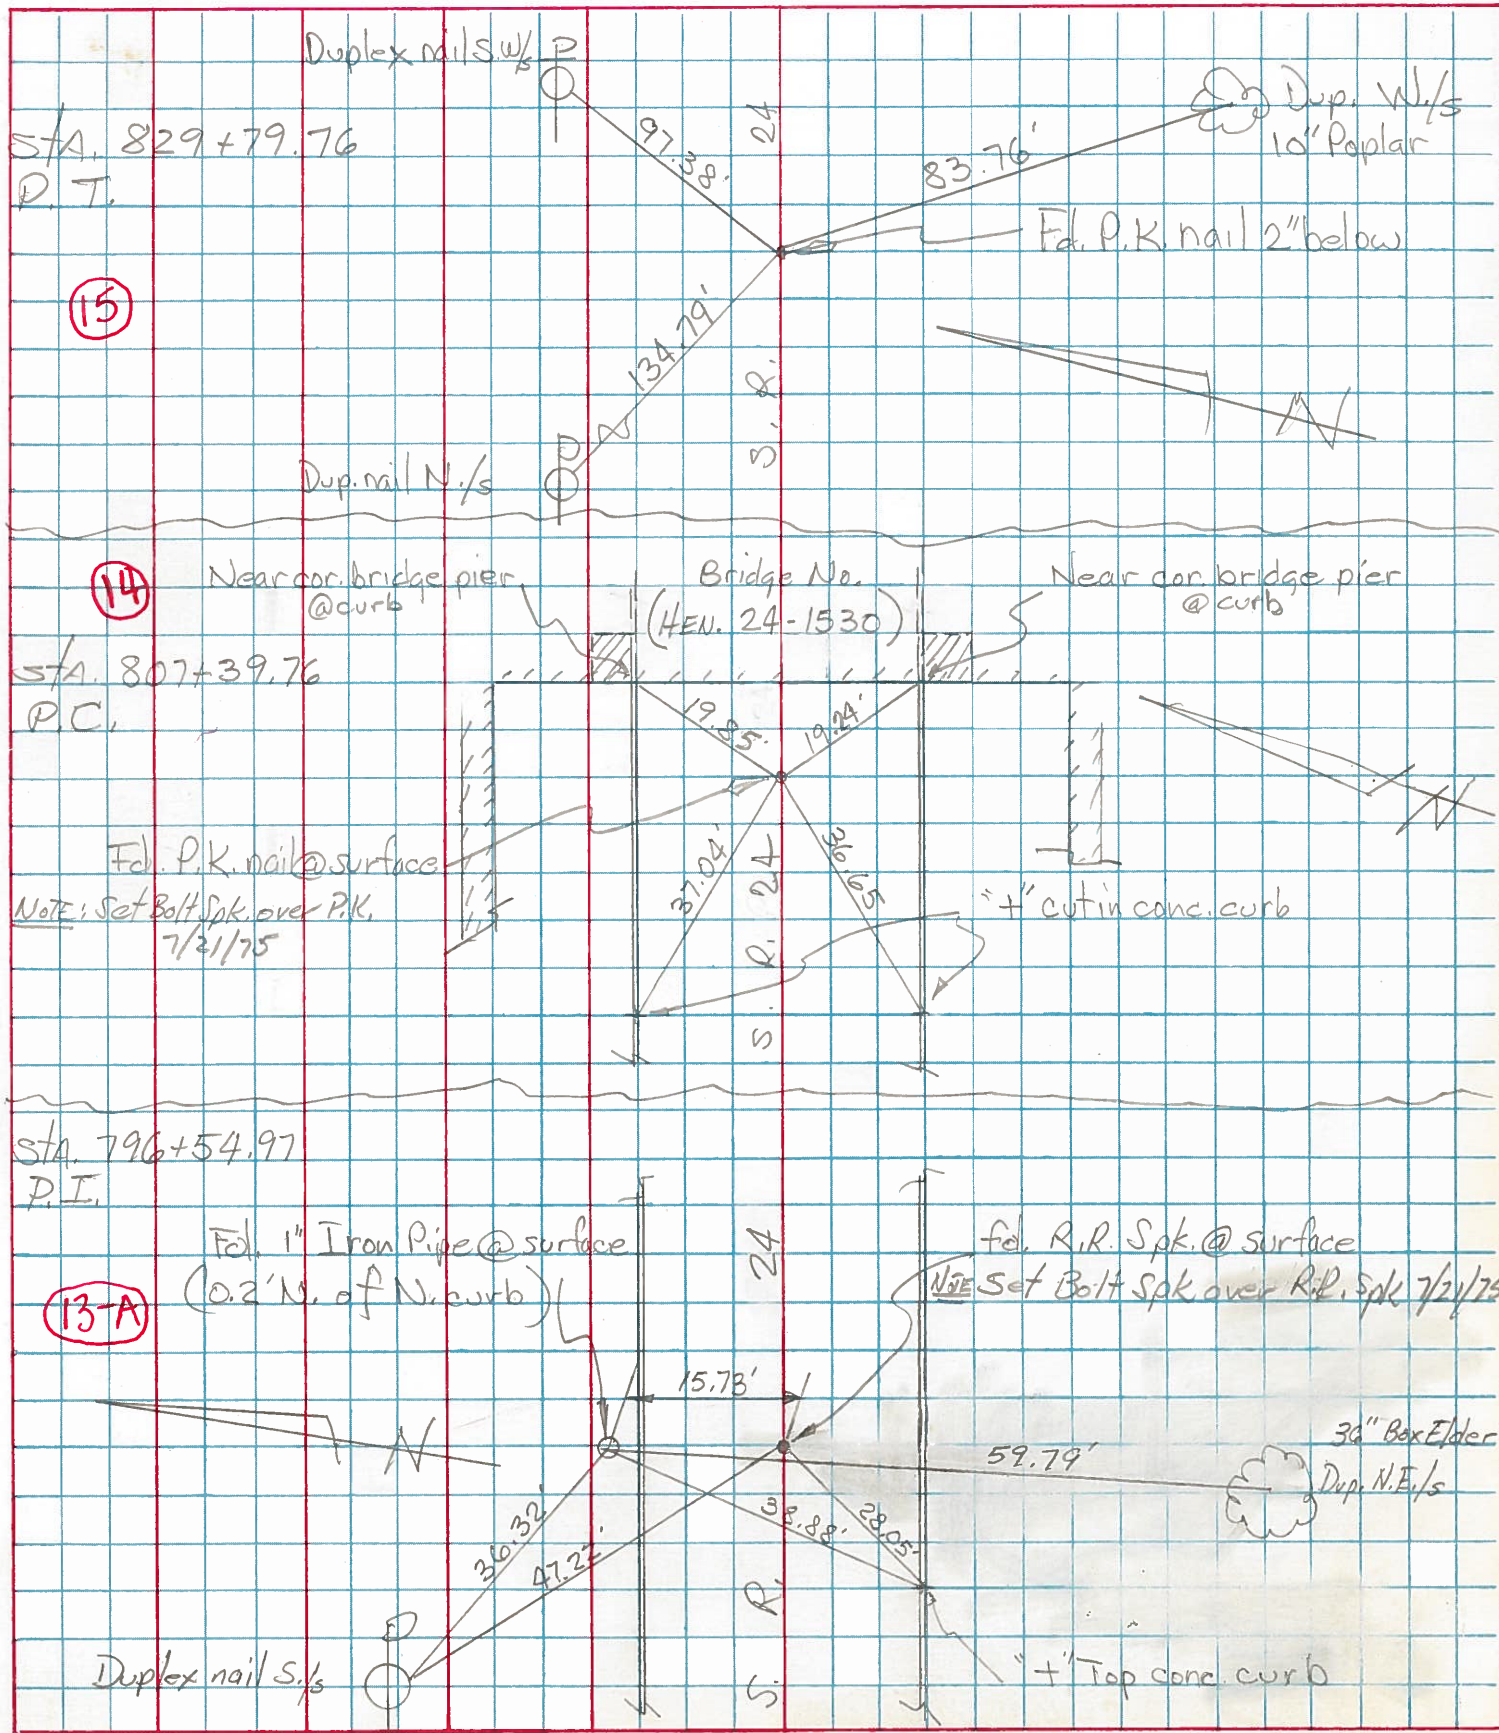 Duplex nail S.W/s
P
Dup. W./s
10" Poplar
StA. 829+79.76
P. T.
97.38'
24
83.76'
Fd. P.K. nail 2" below
15
134.79'
S. R.
N
P
Dup. nail N./s
14
Near cor. bridge pier
@ curb
Bridge No.
(HEN. 24-1530)
Near cor. bridge pier
@ curb
StA. 807+39.76
P.C.
19.85'
19.24'
N
Fd. P.K. nail @ surface
NOTE: Set Bolt Spk. over P.K.
7/21/75
37.04'
36.65
S. R. 24
"+" cut in conc. curb
StA. 796+54.97
P.I.
Fd. 1" Iron Pipe @ surface
(0.2' N. of N. curb)
24
fd. R.R. Spk. @ surface
NOTE Set Bolt Spk over R.R. Spk 7/21/75
13-A
15.73'
N
59.79'
36" Box Elder
Dup. N.E./s
36.32'
47.22'
38.88'
28.05'
S. R.
P
Duplex nail S./s
"+" Top conc. curb